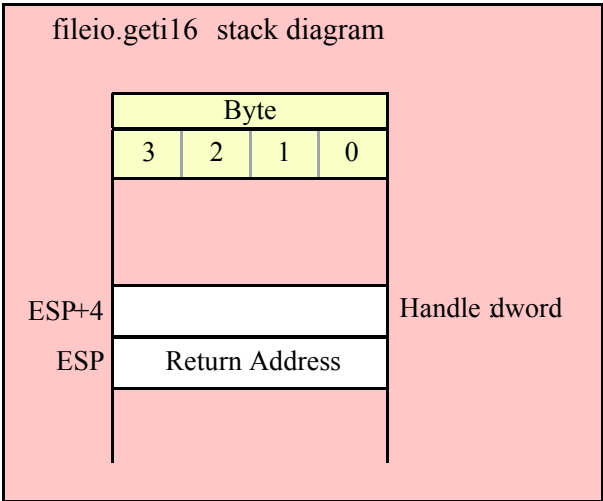 fileio.geti16 stack diagram
Byte
3 2 1 0
ESP+4 Handle :dword
ESP Return Address